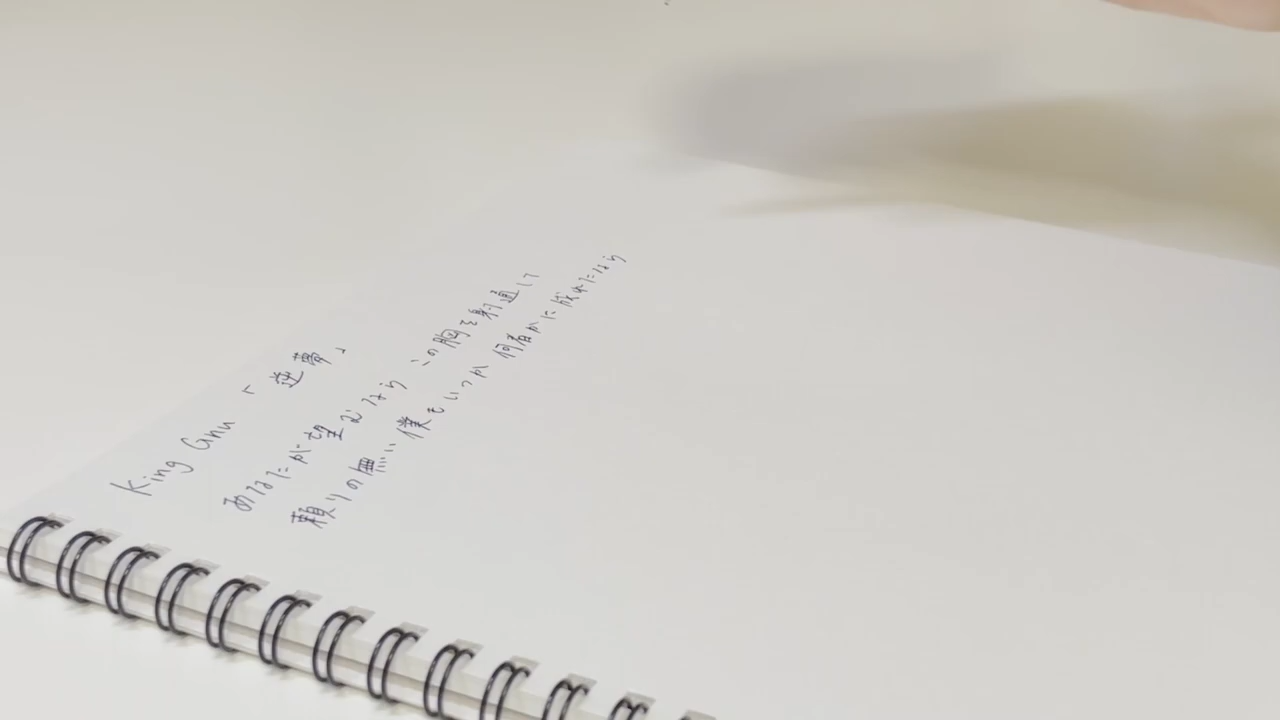 King Gnu 「逆夢」
あなたが望むなら この胸を射通して
頼りの無い僕もいつか 何者かに成れたなら